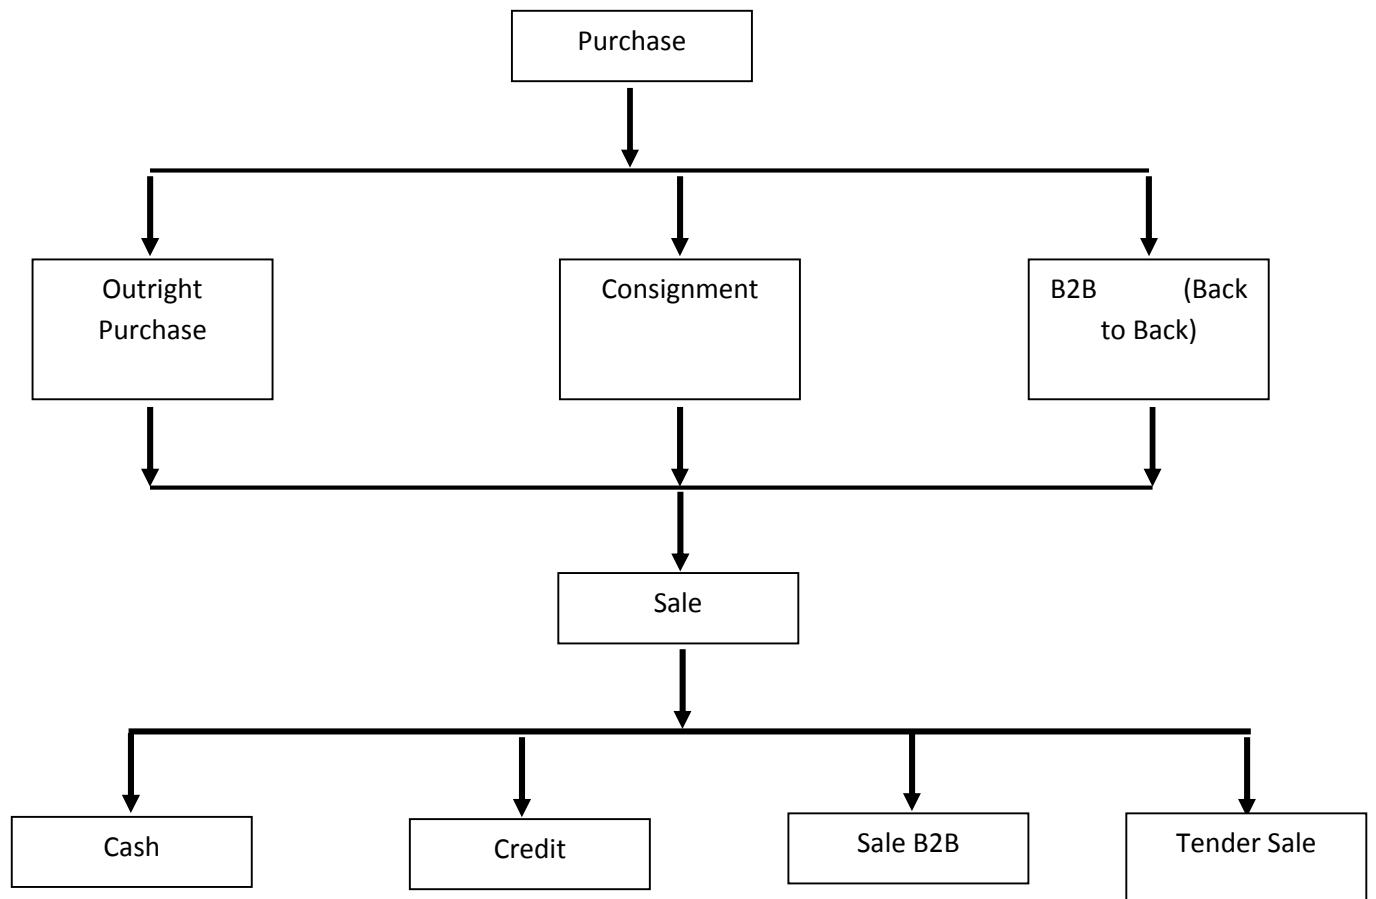 Purchase
Outright
Purchase
Consignment
B2B (Back
to Back)
Sale
Cash
Credit
Sale B2B
Tender Sale